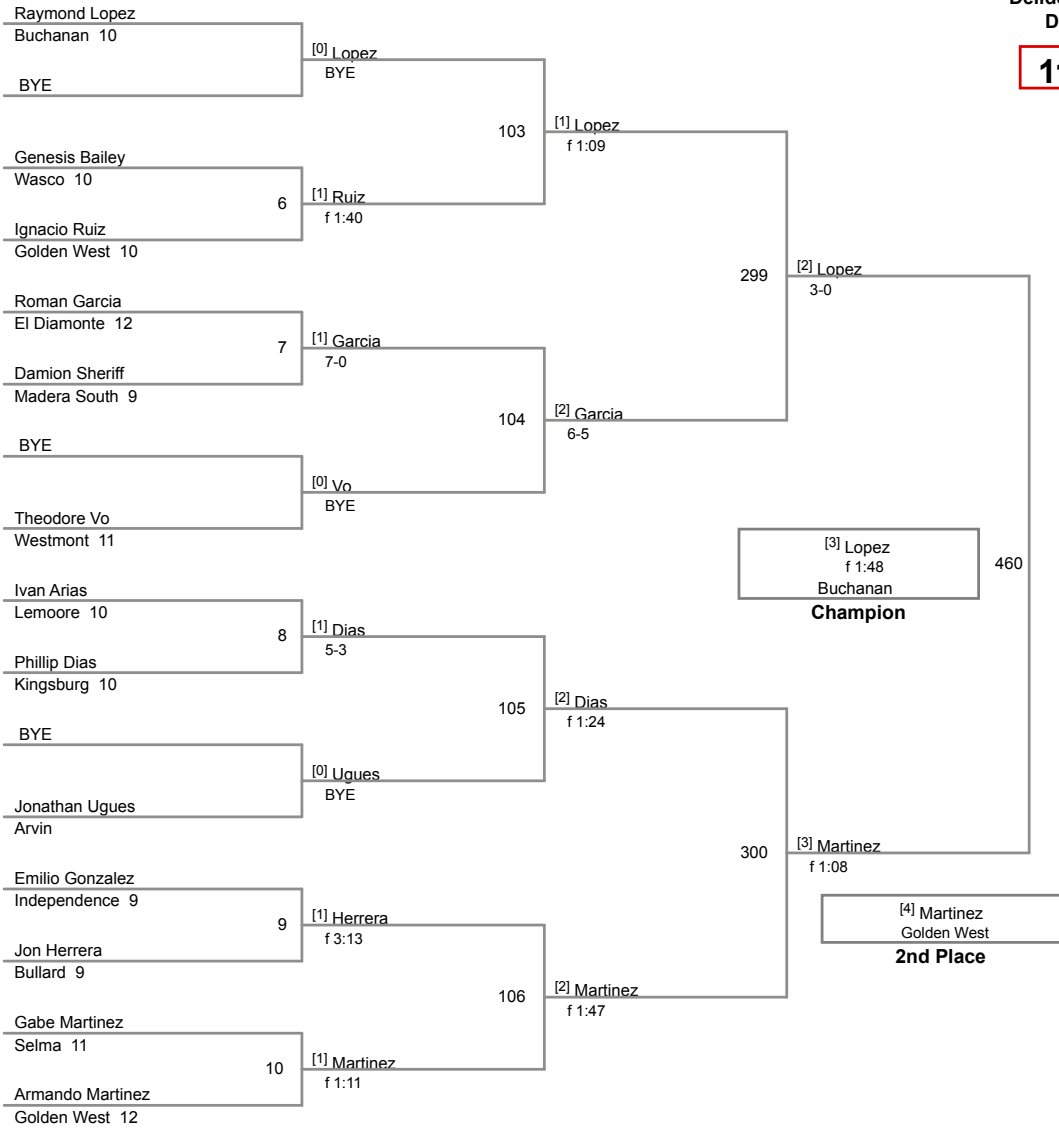 Raymond Lopez
Buchanan 10
BYE
Genesis Bailey
Wasco 10
Ignacio Ruiz
Golden West 10
Roman Garcia
El Diamonte 12
Damion Sheriff
Madera South 9
BYE
Theodore Vo
Westmont 11
Ivan Arias
Lemoore 10
Phillip Dias
Kingsburg 10
BYE
Jonathan Ugues
Arvin
Emilio Gonzalez
Independence 9
Jon Herrera
Bullard 9
Gabe Martinez
Selma 11
Armando Martinez
Golden West 12
6
7
8
9
10
[0] Lopez
BYE
[1] Ruiz
f 1:40
[1] Garcia
7-0
[0] Vo
BYE
[1] Dias
5-3
[0] Ugues
BYE
[1] Herrera
f 3:13
[1] Martinez
f 1:11
103
104
105
106
[1] Lopez
f 1:09
[2] Garcia
6-5
[2] Dias
f 1:24
[2] Martinez
f 1:47
299
300
[2] Lopez
3-0
[3] Martinez
f 1:08
460
[3] Lopez
f 1:48
Buchanan
Champion
[4] Martinez
Golden West
2nd Place
D